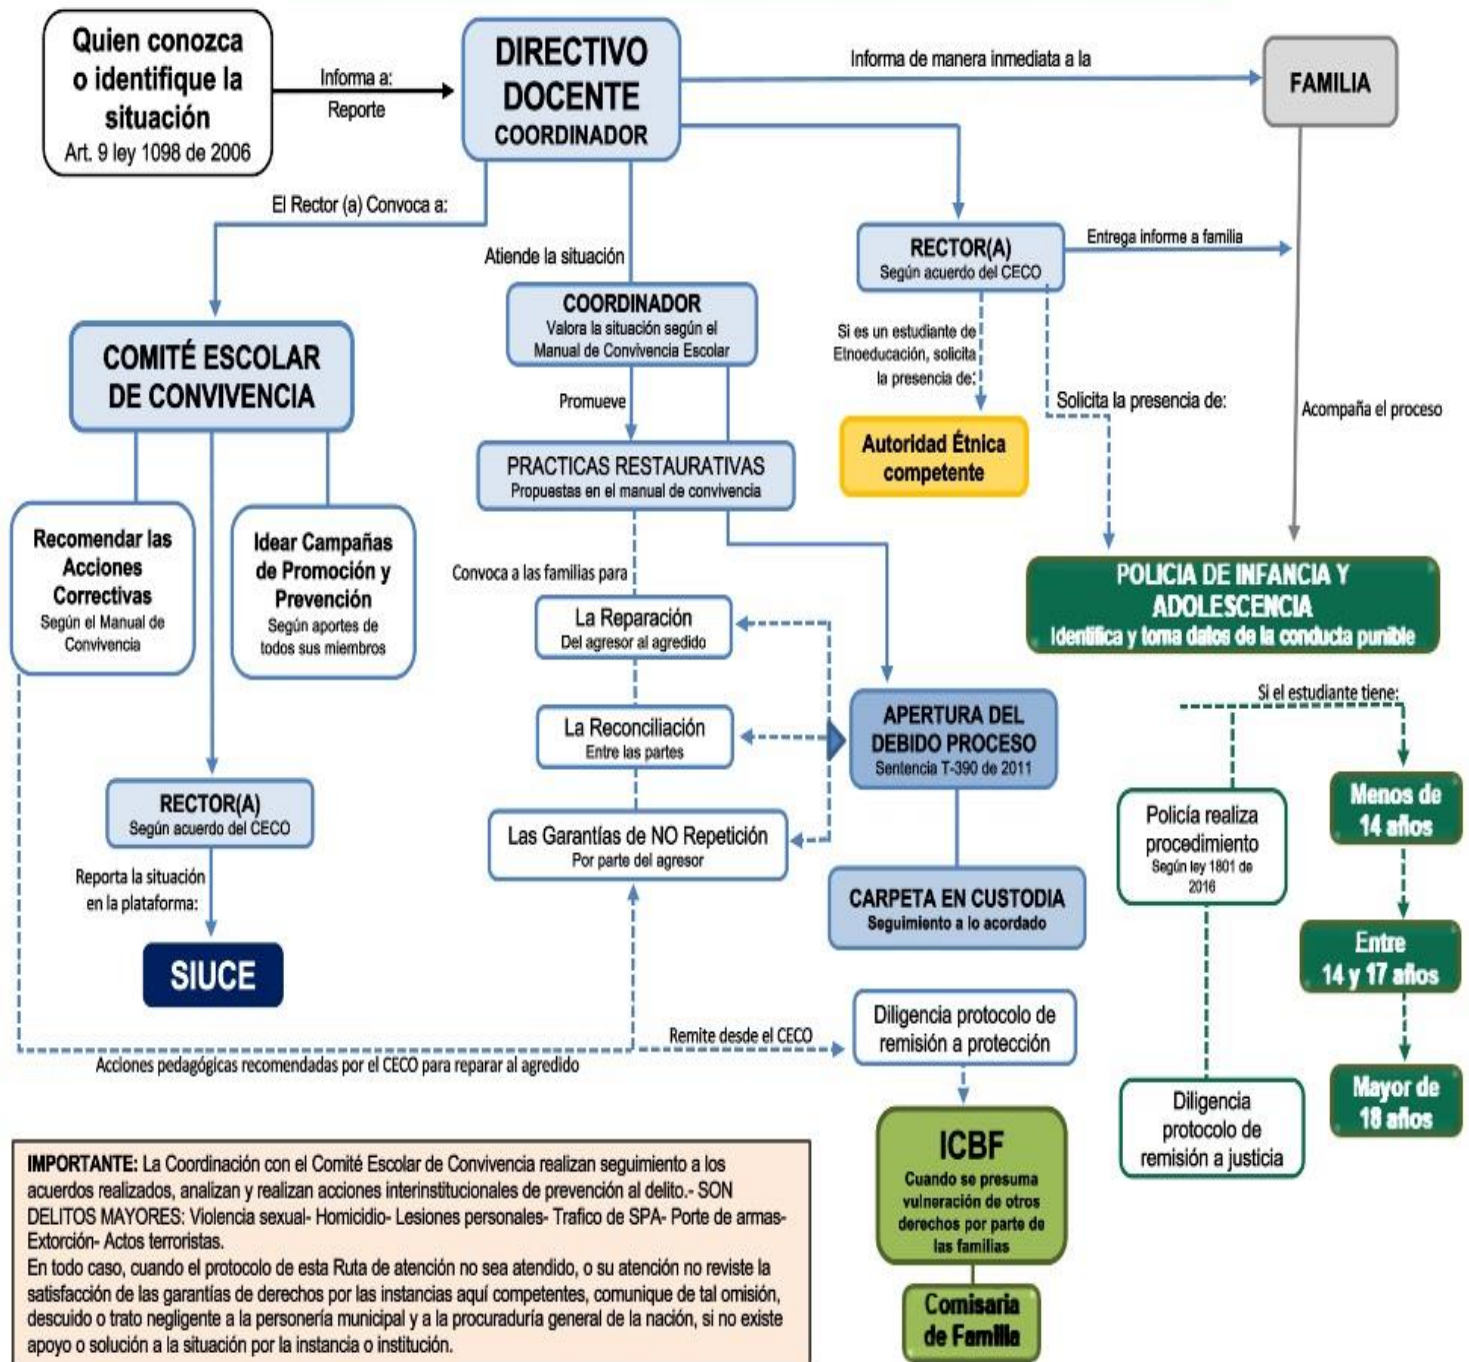 Quien conozca
o identifique la
situación
Art. 9 ley 1098 de 2006
Informa a:
Reporte
DIRECTIVO
DOCENTE
COORDINADOR
Informa de manera inmediata a la
FAMILIA
El Rector (a) Convoca a:
Atiende la situación
RECTOR(A)
Según acuerdo del CECO
Entrega informe a familia
COORDINADOR
Valora la situación según el
Manual de Convivencia Escolar
Si es un estudiante de
Etnoeducación, solicita
la presencia de:
COMITÉ ESCOLAR
DE CONVIVENCIA
Promueve
Solicita la presencia de:
Acompaña el proceso
Autoridad Étnica
competente
PRACTICAS RESTAURATIVAS
Propuestas en el manual de convivencia
Recomendar las
Acciones
Correctivas
Según el Manual de
Convivencia
Idear Campañas
de Promoción y
Prevención
Según aportes de
todos sus miembros
Convoca a las familias para
POLICIA DE INFANCIA Y
ADOLESCENCIA
Identifica y toma datos de la conducta punible
La Reparación
Del agresor al agredido
Si el estudiante tiene:
La Reconciliación
Entre las partes
APERTURA DEL
DEBIDO PROCESO
Sentencia T-390 de 2011
RECTOR(A)
Según acuerdo del CECO
Las Garantías de NO Repetición
Por parte del agresor
Policía realiza
procedimiento
Según ley 1801 de
2016
Menos de
14 años
Reporta la situación
en la plataforma:
CARPETA EN CUSTODIA
Seguimiento a lo acordado
Entre
14 y 17 años
SIUCE
Remite desde el CECO
Diligencia protocolo de
remisión a protección
Acciones pedagógicas recomendadas por el CECO para reparar al agredido
Mayor de
18 años
Diligencia
protocolo de
remisión a justicia
ICBF
Cuando se presuma
vulneración de otros
derechos por parte de
las familias
Comisaria
de Familia
IMPORTANTE: La Coordinación con el Comité Escolar de Convivencia realizan seguimiento a los
acuerdos realizados, analizan y realizan acciones interinstitucionales de prevención al delito.- SON
DELITOS MAYORES: Violencia sexual- Homicidio- Lesiones personales- Trafico de SPA- Porte de armas-
Extorción- Actos terroristas.
En todo caso, cuando el protocolo de esta Ruta de atención no sea atendido, o su atención no reviste la
satisfacción de las garantías de derechos por las instancias aquí competentes, comunique de tal omisión,
descuido o trato negligente a la personería municipal y a la procuraduría general de la nación, si no existe
apoyo o solución a la situación por la instancia o institución.